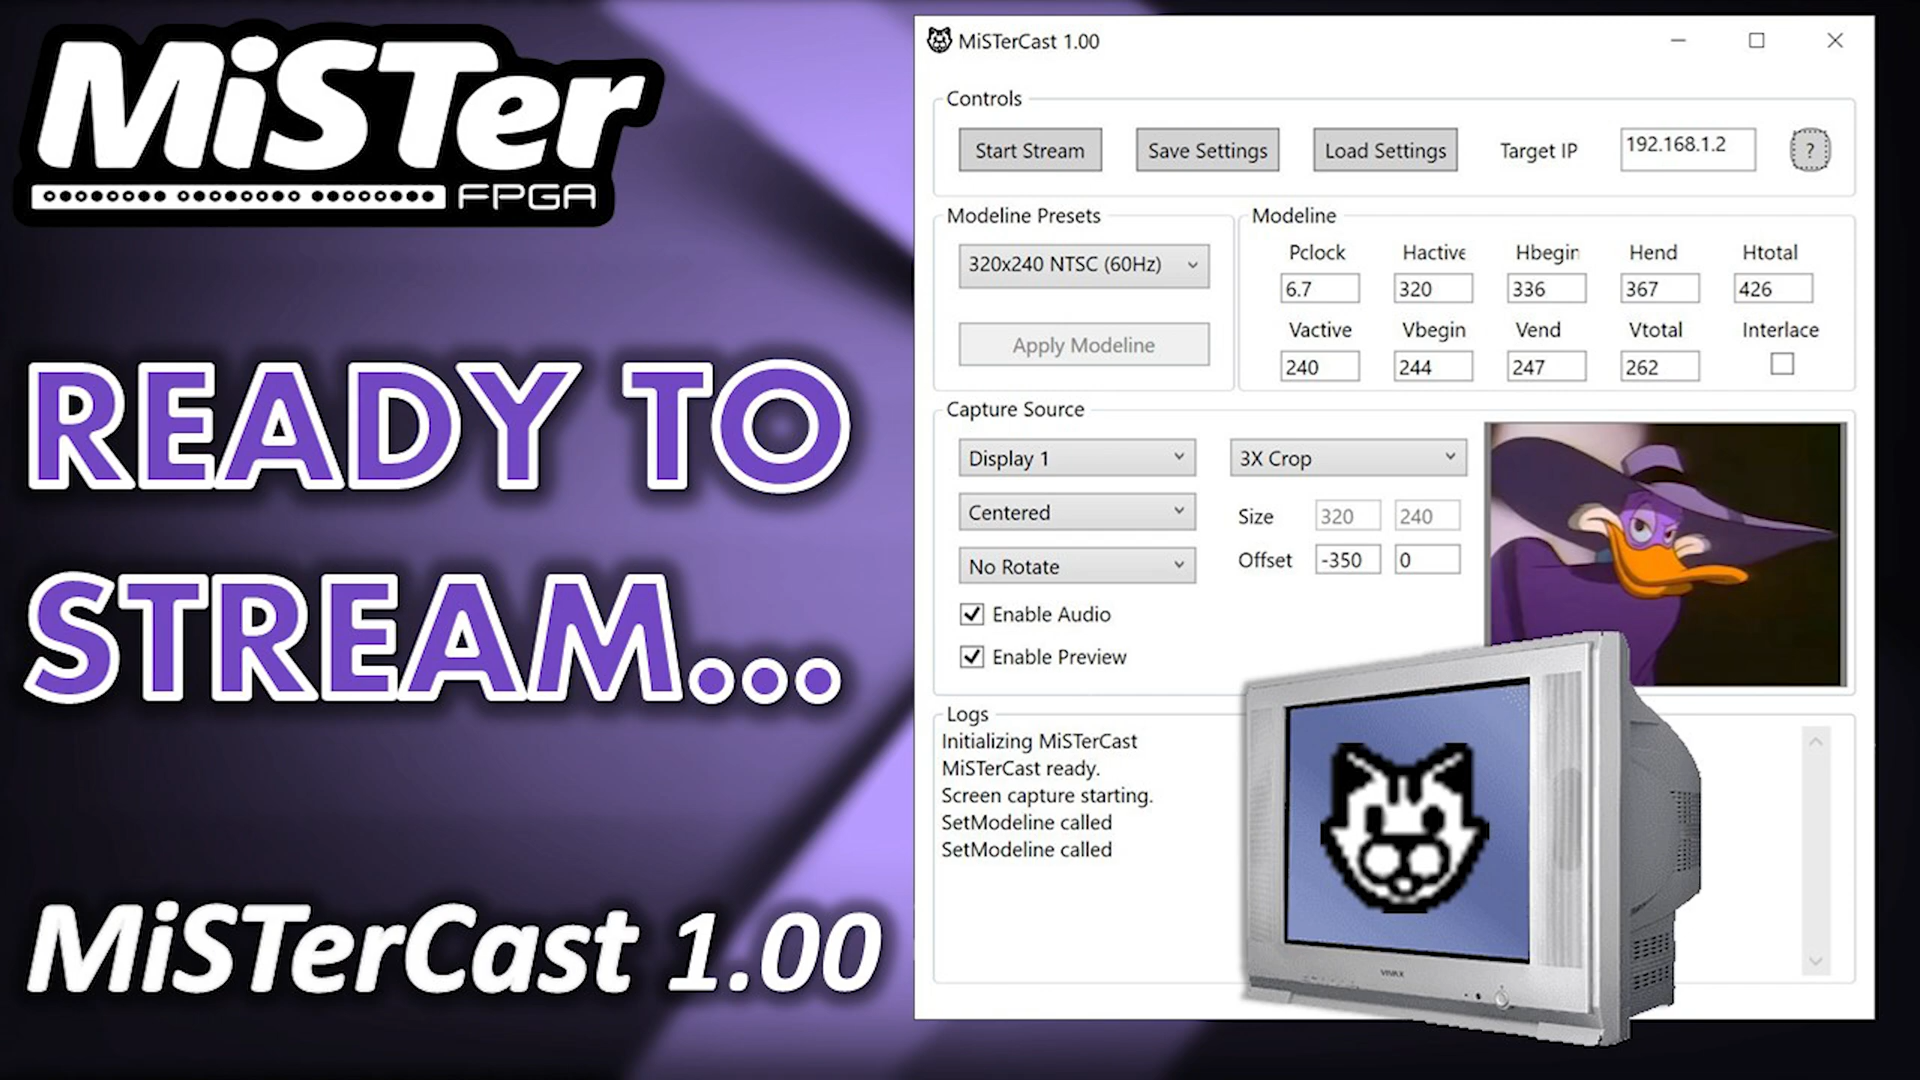 MiSTer
FPGA
READY TO
STREAM...
MiSTerCast 1.00
MiSTerCast 1.00
Controls
Start Stream
Save Settings
Load Settings
Target IP
192.168.1.2
?
Modeline Presets
320x240 NTSC (60Hz)
Apply Modeline
Modeline
Pclock Hactive Hbegin Hend Htotal
6.7 320 336 367 426
Vactive Vbegin Vend Vtotal Interlace
240 244 247 262
Capture Source
Display 1
3X Crop
Centered
Size 320 240
No Rotate
Offset -350 0
Enable Audio
Enable Preview
Logs
Initializing MiSTerCast
MiSTerCast ready.
Screen capture starting.
SetModeline called
SetModeline called
VIVAX